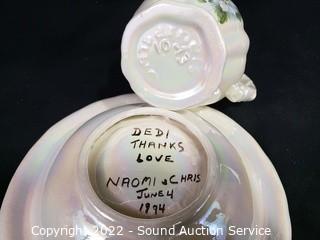 DEDI
THANKS
LOVE
NAOMI & CHRIS
JUNE 4
1994
Copyright 2022 - Sound Auction Service